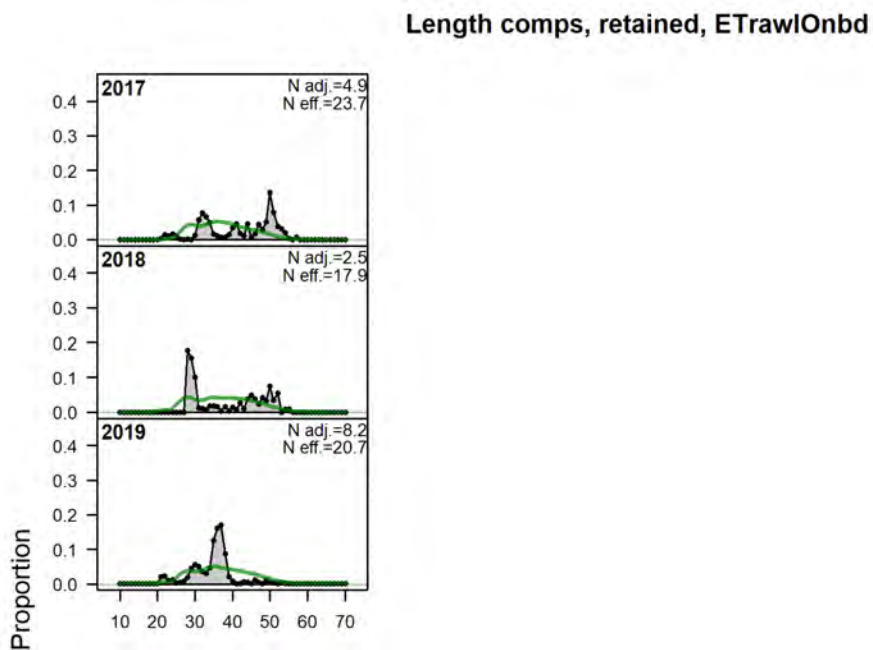 Length comps, retained, ETrawlOnbd
2017
N adj.=4.9
N eff.=23.7
0.4
0.3
0.2
0.1
0.0
2018
N adj.=2.5
N eff.=17.9
0.4
0.3
0.2
0.1
0.0
2019
N adj.=8.2
N eff.=20.7
0.4
0.3
0.2
0.1
0.0
Proportion
10 20 30 40 50 60 70